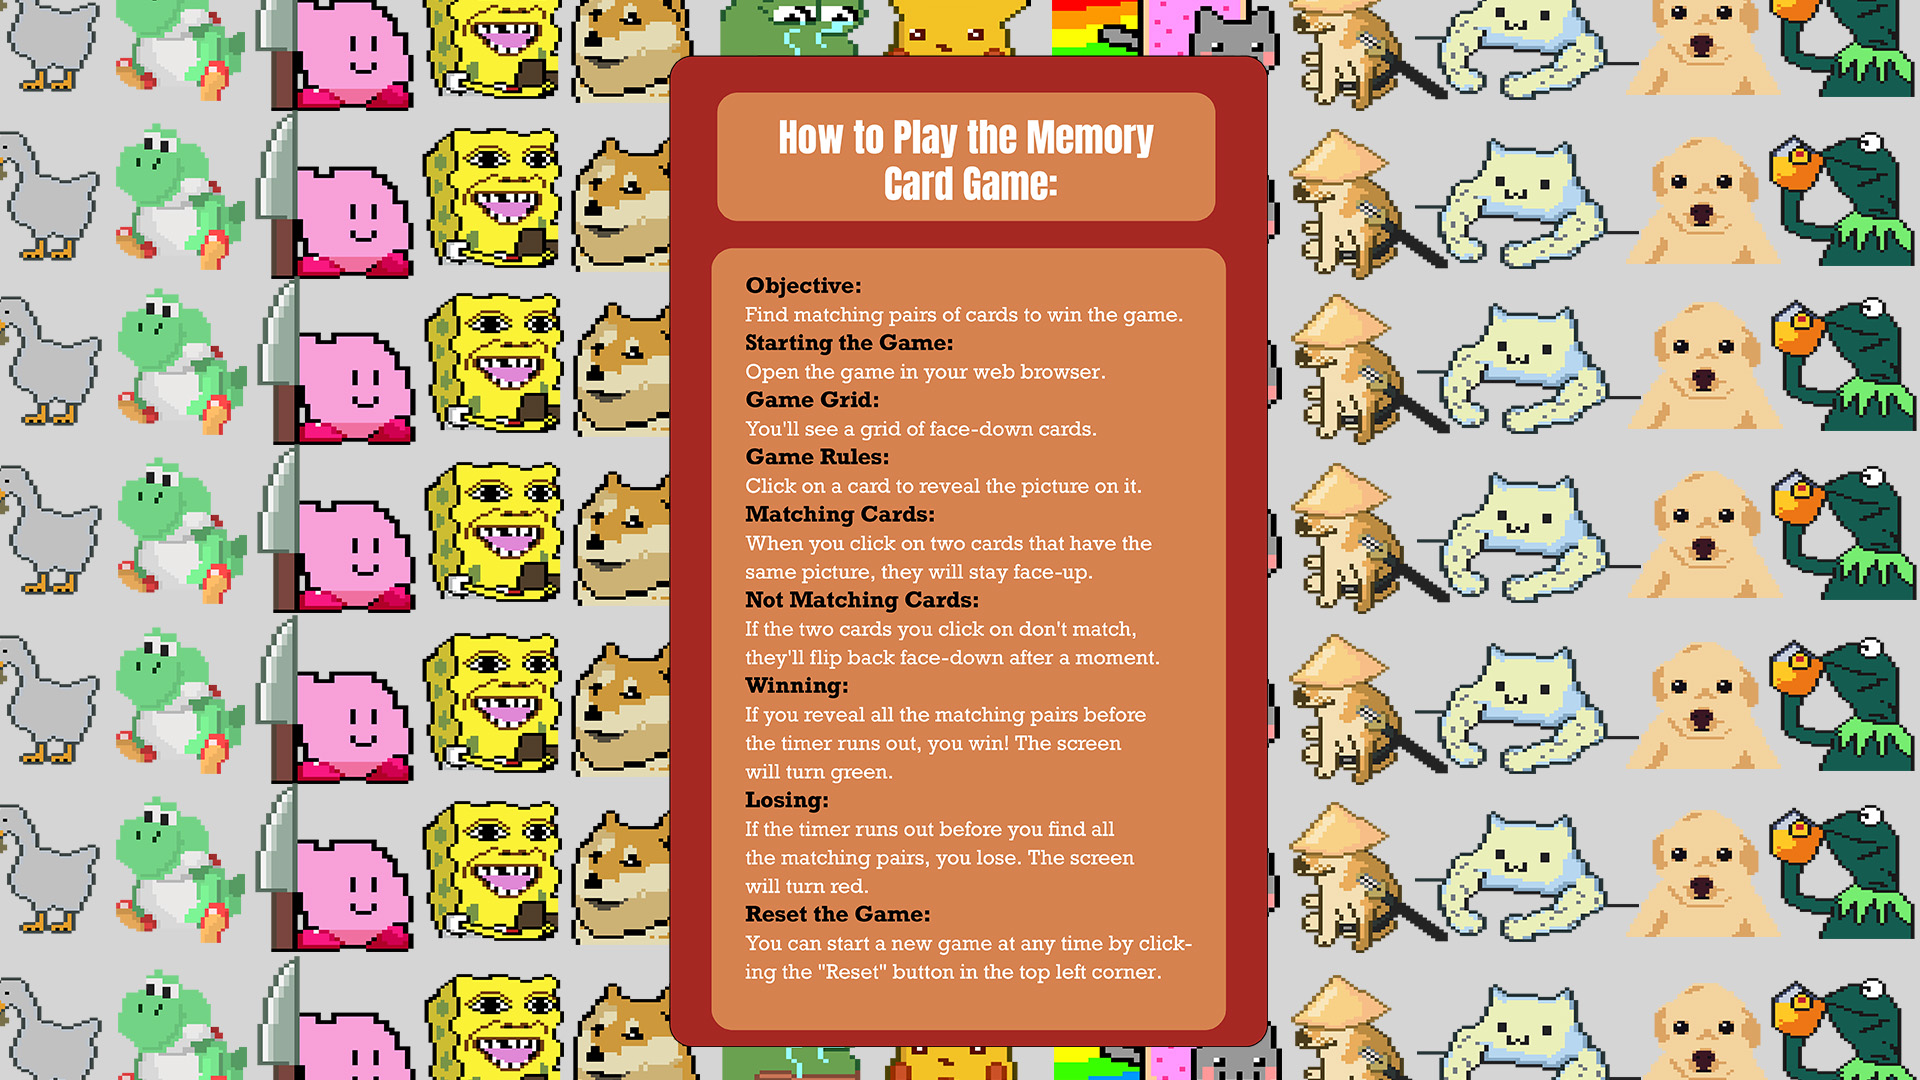 How to Play the Memory
Card Game:
Objective:
Find matching pairs of cards to win the game.
Starting the Game:
Open the game in your web browser.
Game Grid:
You'll see a grid of face-down cards.
Game Rules:
Click on a card to reveal the picture on it.
Matching Cards:
When you click on two cards that have the
same picture, they will stay face-up.
Not Matching Cards:
If the two cards you click on don't match,
they'll flip back face-down after a moment.
Winning:
If you reveal all the matching pairs before
the timer runs out, you win! The screen
will turn green.
Losing:
If the timer runs out before you find all
the matching pairs, you lose. The screen
will turn red.
Reset the Game:
You can start a new game at any time by click-
ing the "Reset" button in the top left corner.